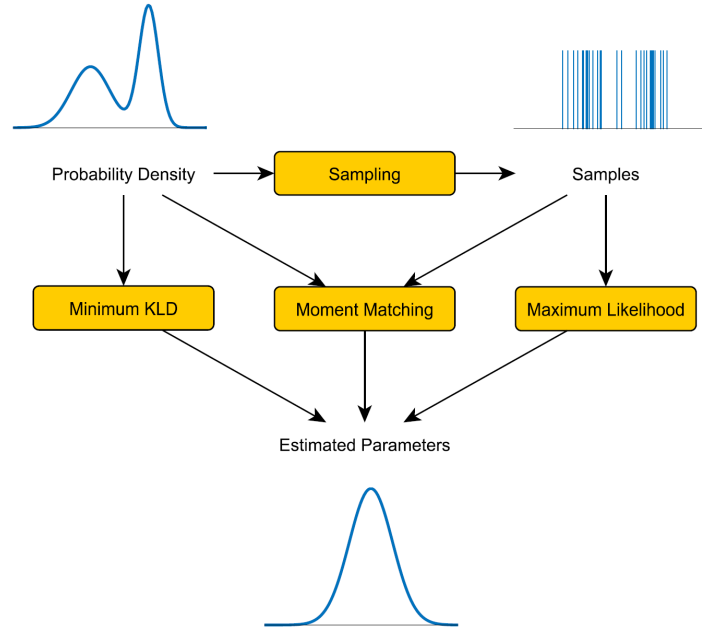 Probability Density
Sampling
Samples
Minimum KLD
Moment Matching
Maximum Likelihood
Estimated Parameters